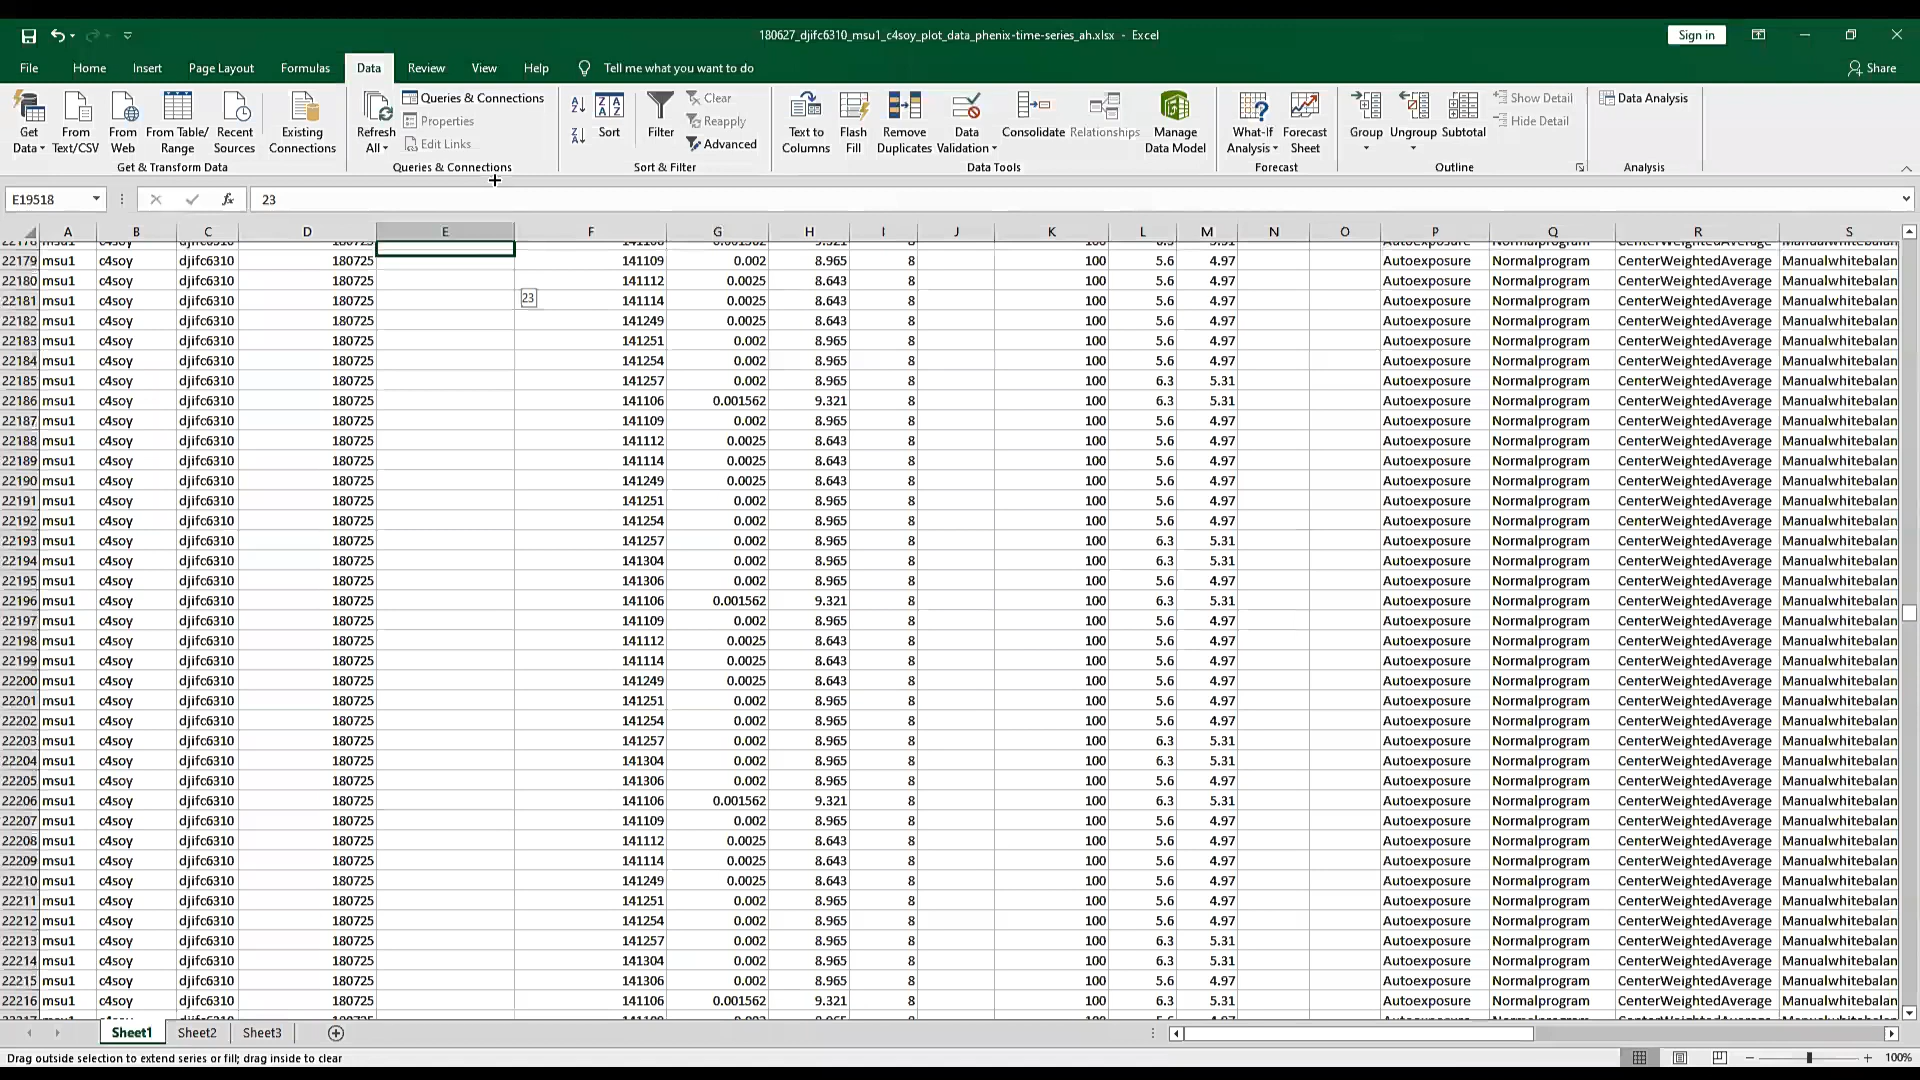 180627_djifc6310_msu1_c4soy_plot_data_phenix-time-series_ah.xlsx - Excel
Sign in
File Home Insert Page Layout Formulas Data Review View Help Tell me what you want to do Share
Get Data From Text/CSV From Web From Table/ Range Recent Sources Existing Connections
Get & Transform Data
Refresh All Queries & Connections Properties Edit Links
Queries & Connections
Sort Filter Clear Reapply Advanced
Sort & Filter
Text to Columns Flash Fill Remove Duplicates Data Validation Consolidate Relationships Manage Data Model
Data Tools
What-If Analysis Forecast Sheet
Forecast
Group Ungroup Subtotal Show Detail Hide Detail
Outline
Data Analysis
Analysis
E19518 fx 23
A B C D E F G H I J K L M N O P Q R S
22179 msu1 c4soy djifc6310 180725 141109 0.002 8.965 8 100 5.6 4.97 Autoexposure Normalprogram CenterWeightedAverage Manualwhitebalan
22180 msu1 c4soy djifc6310 180725 141112 0.0025 8.643 8 100 5.6 4.97 Autoexposure Normalprogram CenterWeightedAverage Manualwhitebalan
22181 msu1 c4soy djifc6310 180725 23 141114 0.0025 8.643 8 100 5.6 4.97 Autoexposure Normalprogram CenterWeightedAverage Manualwhitebalan
22182 msu1 c4soy djifc6310 180725 141249 0.0025 8.643 8 100 5.6 4.97 Autoexposure Normalprogram CenterWeightedAverage Manualwhitebalan
22183 msu1 c4soy djifc6310 180725 141251 0.002 8.965 8 100 5.6 4.97 Autoexposure Normalprogram CenterWeightedAverage Manualwhitebalan
22184 msu1 c4soy djifc6310 180725 141254 0.002 8.965 8 100 5.6 4.97 Autoexposure Normalprogram CenterWeightedAverage Manualwhitebalan
22185 msu1 c4soy djifc6310 180725 141257 0.002 8.965 8 100 6.3 5.31 Autoexposure Normalprogram CenterWeightedAverage Manualwhitebalan
22186 msu1 c4soy djifc6310 180725 141106 0.001562 9.321 8 100 6.3 5.31 Autoexposure Normalprogram CenterWeightedAverage Manualwhitebalan
22187 msu1 c4soy djifc6310 180725 141109 0.002 8.965 8 100 5.6 4.97 Autoexposure Normalprogram CenterWeightedAverage Manualwhitebalan
22188 msu1 c4soy djifc6310 180725 141112 0.0025 8.643 8 100 5.6 4.97 Autoexposure Normalprogram CenterWeightedAverage Manualwhitebalan
22189 msu1 c4soy djifc6310 180725 141114 0.0025 8.643 8 100 5.6 4.97 Autoexposure Normalprogram CenterWeightedAverage Manualwhitebalan
22190 msu1 c4soy djifc6310 180725 141249 0.0025 8.643 8 100 5.6 4.97 Autoexposure Normalprogram CenterWeightedAverage Manualwhitebalan
22191 msu1 c4soy djifc6310 180725 141251 0.002 8.965 8 100 5.6 4.97 Autoexposure Normalprogram CenterWeightedAverage Manualwhitebalan
22192 msu1 c4soy djifc6310 180725 141254 0.002 8.965 8 100 5.6 4.97 Autoexposure Normalprogram CenterWeightedAverage Manualwhitebalan
22193 msu1 c4soy djifc6310 180725 141257 0.002 8.965 8 100 6.3 5.31 Autoexposure Normalprogram CenterWeightedAverage Manualwhitebalan
22194 msu1 c4soy djifc6310 180725 141304 0.002 8.965 8 100 6.3 5.31 Autoexposure Normalprogram CenterWeightedAverage Manualwhitebalan
22195 msu1 c4soy djifc6310 180725 141306 0.002 8.965 8 100 5.6 4.97 Autoexposure Normalprogram CenterWeightedAverage Manualwhitebalan
22196 msu1 c4soy djifc6310 180725 141106 0.001562 9.321 8 100 6.3 5.31 Autoexposure Normalprogram CenterWeightedAverage Manualwhitebalan
22197 msu1 c4soy djifc6310 180725 141109 0.002 8.965 8 100 5.6 4.97 Autoexposure Normalprogram CenterWeightedAverage Manualwhitebalan
22198 msu1 c4soy djifc6310 180725 141112 0.0025 8.643 8 100 5.6 4.97 Autoexposure Normalprogram CenterWeightedAverage Manualwhitebalan
22199 msu1 c4soy djifc6310 180725 141114 0.0025 8.643 8 100 5.6 4.97 Autoexposure Normalprogram CenterWeightedAverage Manualwhitebalan
22200 msu1 c4soy djifc6310 180725 141249 0.0025 8.643 8 100 5.6 4.97 Autoexposure Normalprogram CenterWeightedAverage Manualwhitebalan
22201 msu1 c4soy djifc6310 180725 141251 0.002 8.965 8 100 5.6 4.97 Autoexposure Normalprogram CenterWeightedAverage Manualwhitebalan
22202 msu1 c4soy djifc6310 180725 141254 0.002 8.965 8 100 5.6 4.97 Autoexposure Normalprogram CenterWeightedAverage Manualwhitebalan
22203 msu1 c4soy djifc6310 180725 141257 0.002 8.965 8 100 6.3 5.31 Autoexposure Normalprogram CenterWeightedAverage Manualwhitebalan
22204 msu1 c4soy djifc6310 180725 141304 0.002 8.965 8 100 6.3 5.31 Autoexposure Normalprogram CenterWeightedAverage Manualwhitebalan
22205 msu1 c4soy djifc6310 180725 141306 0.002 8.965 8 100 5.6 4.97 Autoexposure Normalprogram CenterWeightedAverage Manualwhitebalan
22206 msu1 c4soy djifc6310 180725 141106 0.001562 9.321 8 100 6.3 5.31 Autoexposure Normalprogram CenterWeightedAverage Manualwhitebalan
22207 msu1 c4soy djifc6310 180725 141109 0.002 8.965 8 100 5.6 4.97 Autoexposure Normalprogram CenterWeightedAverage Manualwhitebalan
22208 msu1 c4soy djifc6310 180725 141112 0.0025 8.643 8 100 5.6 4.97 Autoexposure Normalprogram CenterWeightedAverage Manualwhitebalan
22209 msu1 c4soy djifc6310 180725 141114 0.0025 8.643 8 100 5.6 4.97 Autoexposure Normalprogram CenterWeightedAverage Manualwhitebalan
22210 msu1 c4soy djifc6310 180725 141249 0.0025 8.643 8 100 5.6 4.97 Autoexposure Normalprogram CenterWeightedAverage Manualwhitebalan
22211 msu1 c4soy djifc6310 180725 141251 0.002 8.965 8 100 5.6 4.97 Autoexposure Normalprogram CenterWeightedAverage Manualwhitebalan
22212 msu1 c4soy djifc6310 180725 141254 0.002 8.965 8 100 5.6 4.97 Autoexposure Normalprogram CenterWeightedAverage Manualwhitebalan
22213 msu1 c4soy djifc6310 180725 141257 0.002 8.965 8 100 6.3 5.31 Autoexposure Normalprogram CenterWeightedAverage Manualwhitebalan
22214 msu1 c4soy djifc6310 180725 141304 0.002 8.965 8 100 6.3 5.31 Autoexposure Normalprogram CenterWeightedAverage Manualwhitebalan
22215 msu1 c4soy djifc6310 180725 141306 0.002 8.965 8 100 5.6 4.97 Autoexposure Normalprogram CenterWeightedAverage Manualwhitebalan
22216 msu1 c4soy djifc6310 180725 141106 0.001562 9.321 8 100 6.3 5.31 Autoexposure Normalprogram CenterWeightedAverage Manualwhitebalan
Sheet1 Sheet2 Sheet3
Drag outside selection to extend series or fill; drag inside to clear
100%